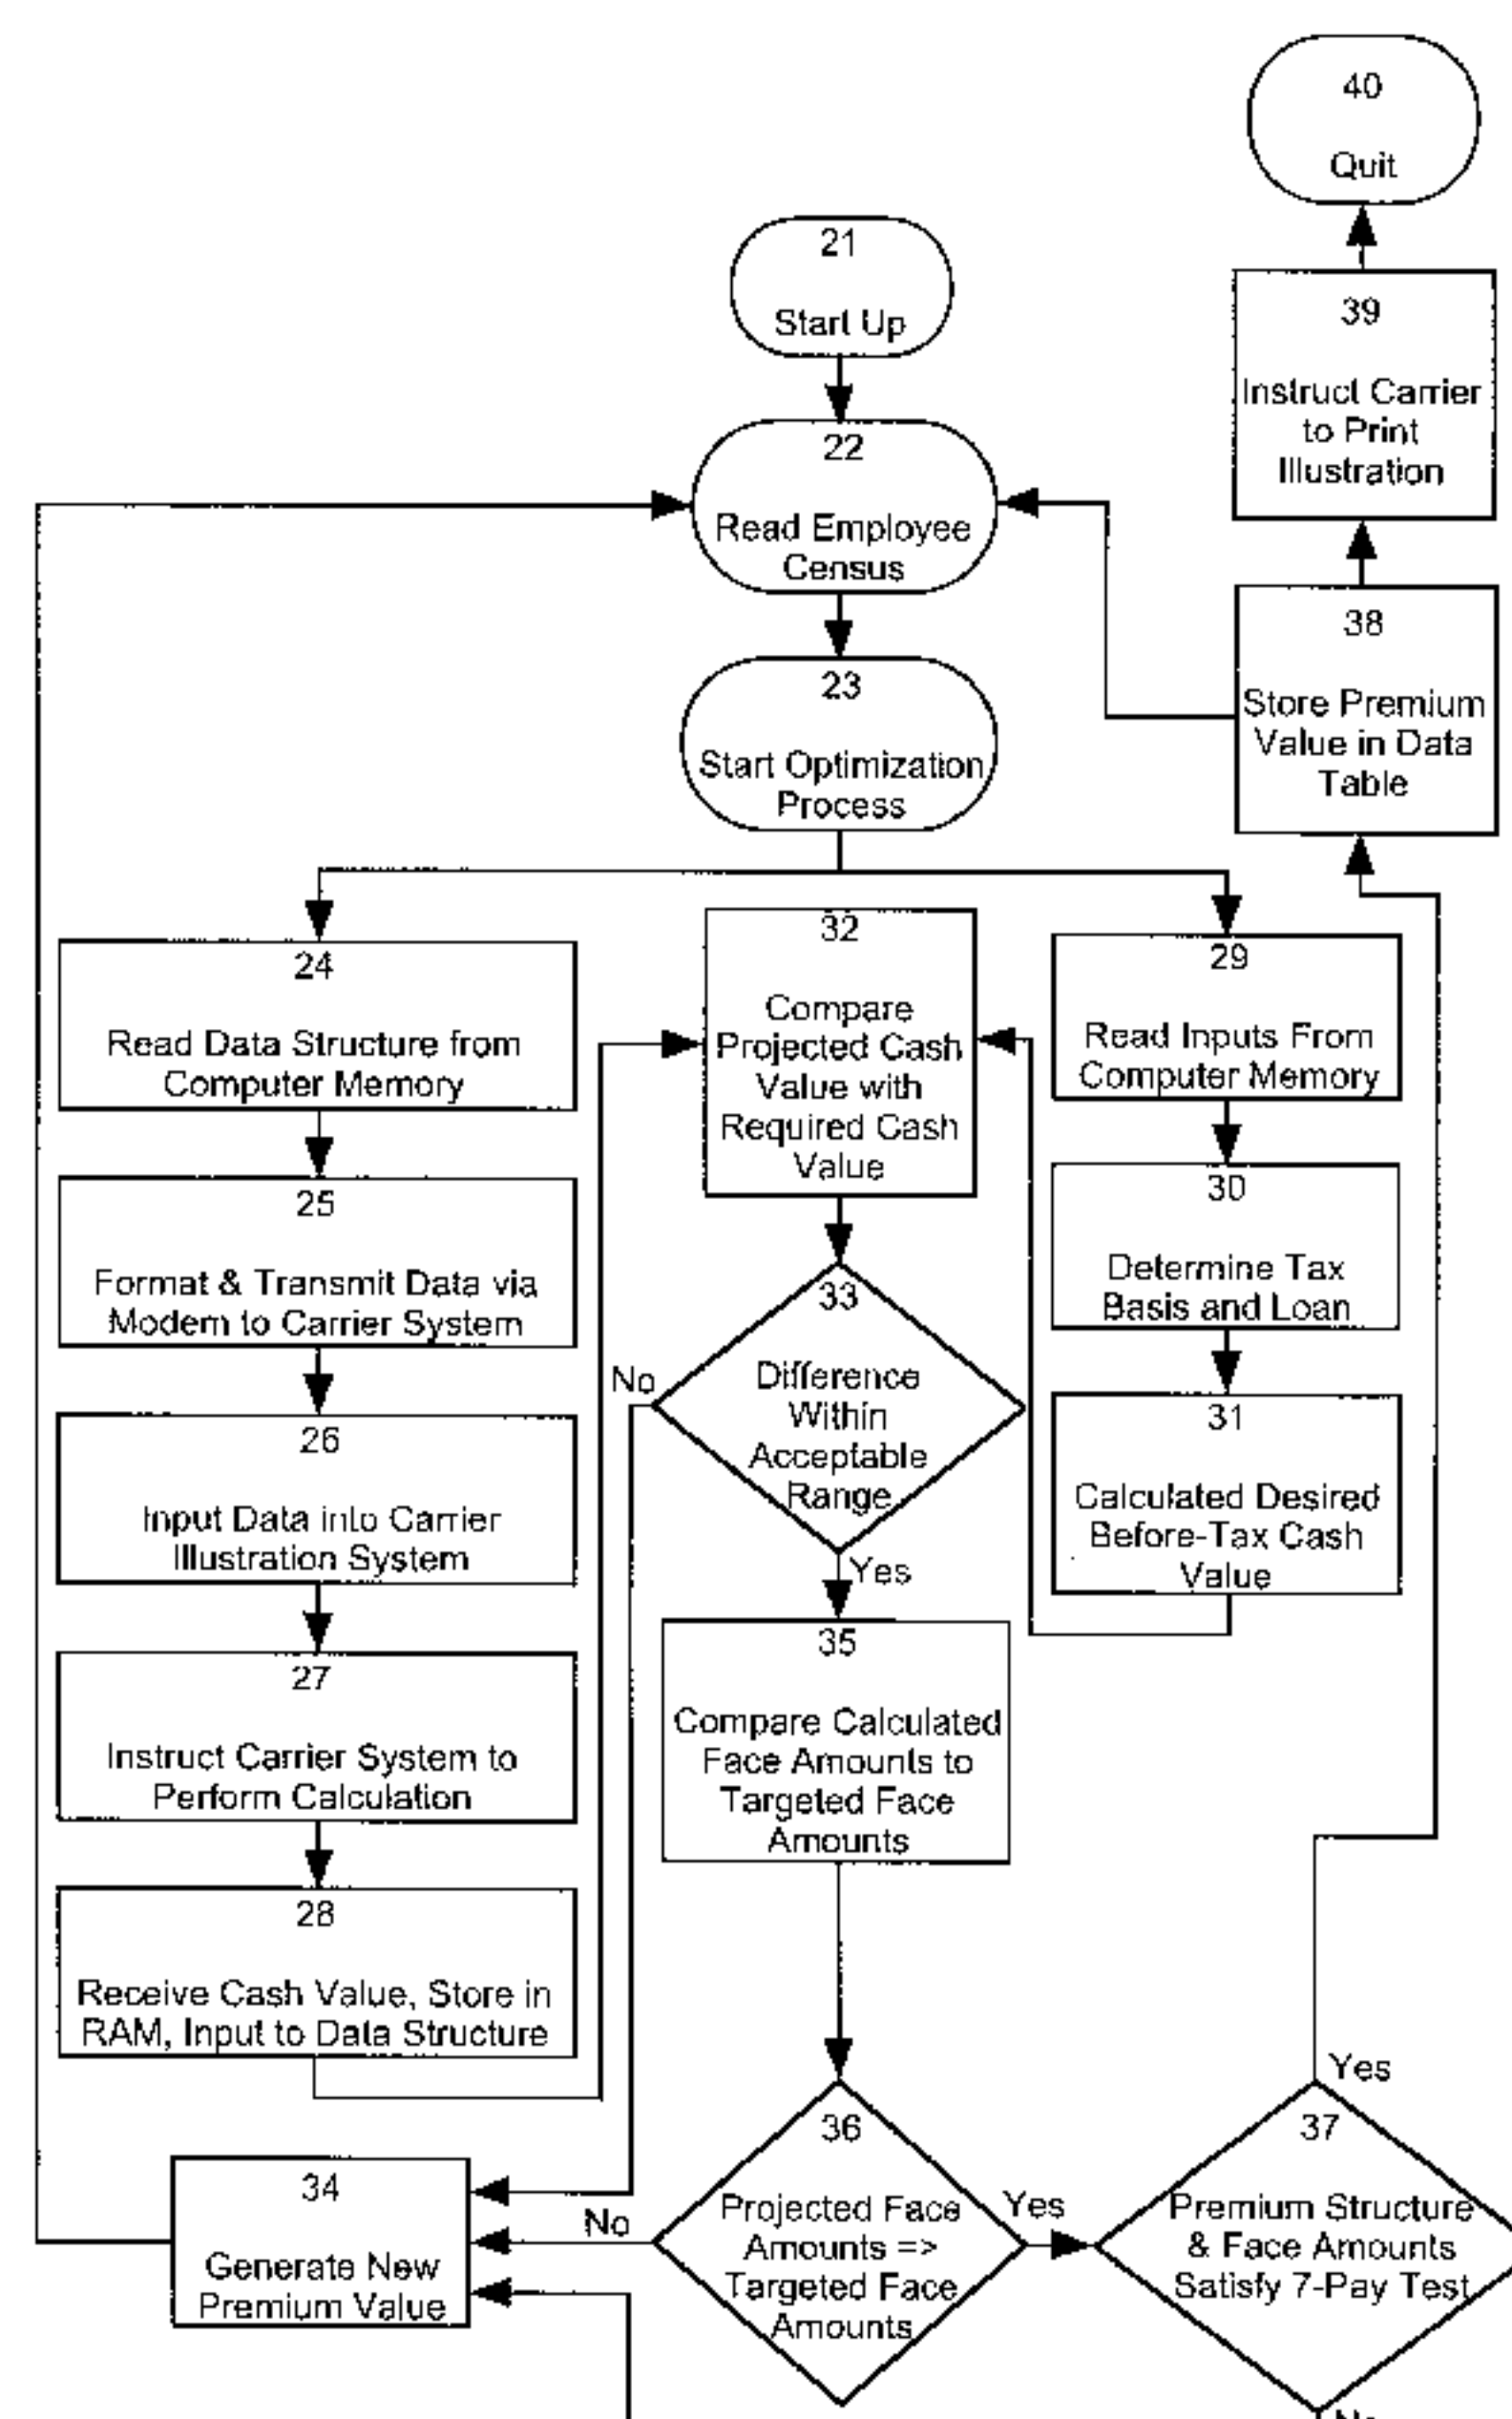 40
Quit
21
Start Up
39
Instruct Carrier
to Print
Illustration
22
Read Employee
Census
38
Store Premium
Value in Data
Table
23
Start Optimization
Process
24
Read Data Structure from
Computer Memory
32
Compare
Projected Cash
Value with
Required Cash
Value
29
Read Inputs From
Computer Memory
25
Format & Transmit Data via
Modem to Carrier System
30
Determine Tax
Basis and Loan
33
Difference
Within
Acceptable
Range
No
Yes
31
Calculated Desired
Before-Tax Cash
Value
26
Input Data into Carrier
Illustration System
35
Compare Calculated
Face Amounts to
Targeted Face
Amounts
27
Instruct Carrier System to
Perform Calculation
28
Receive Cash Value, Store in
RAM, Input to Data Structure
34
Generate New
Premium Value
No
36
Projected Face
Amounts =>
Targeted Face
Amounts
Yes
Yes
37
Premium Structure
& Face Amounts
Satisfy 7-Pay Test